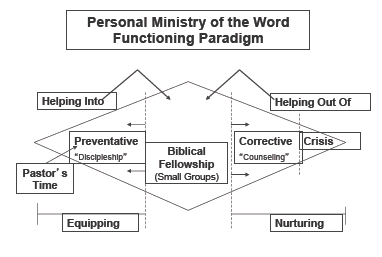 Personal Ministry of the Word
Functioning Paradigm
Helping Into
Helping Out Of
Preventative
"Discipleship"
Biblical
Fellowship
(Small Groups)
Corrective
"Counseling"
Crisis
Pastor's
Time
Equipping
Nurturing